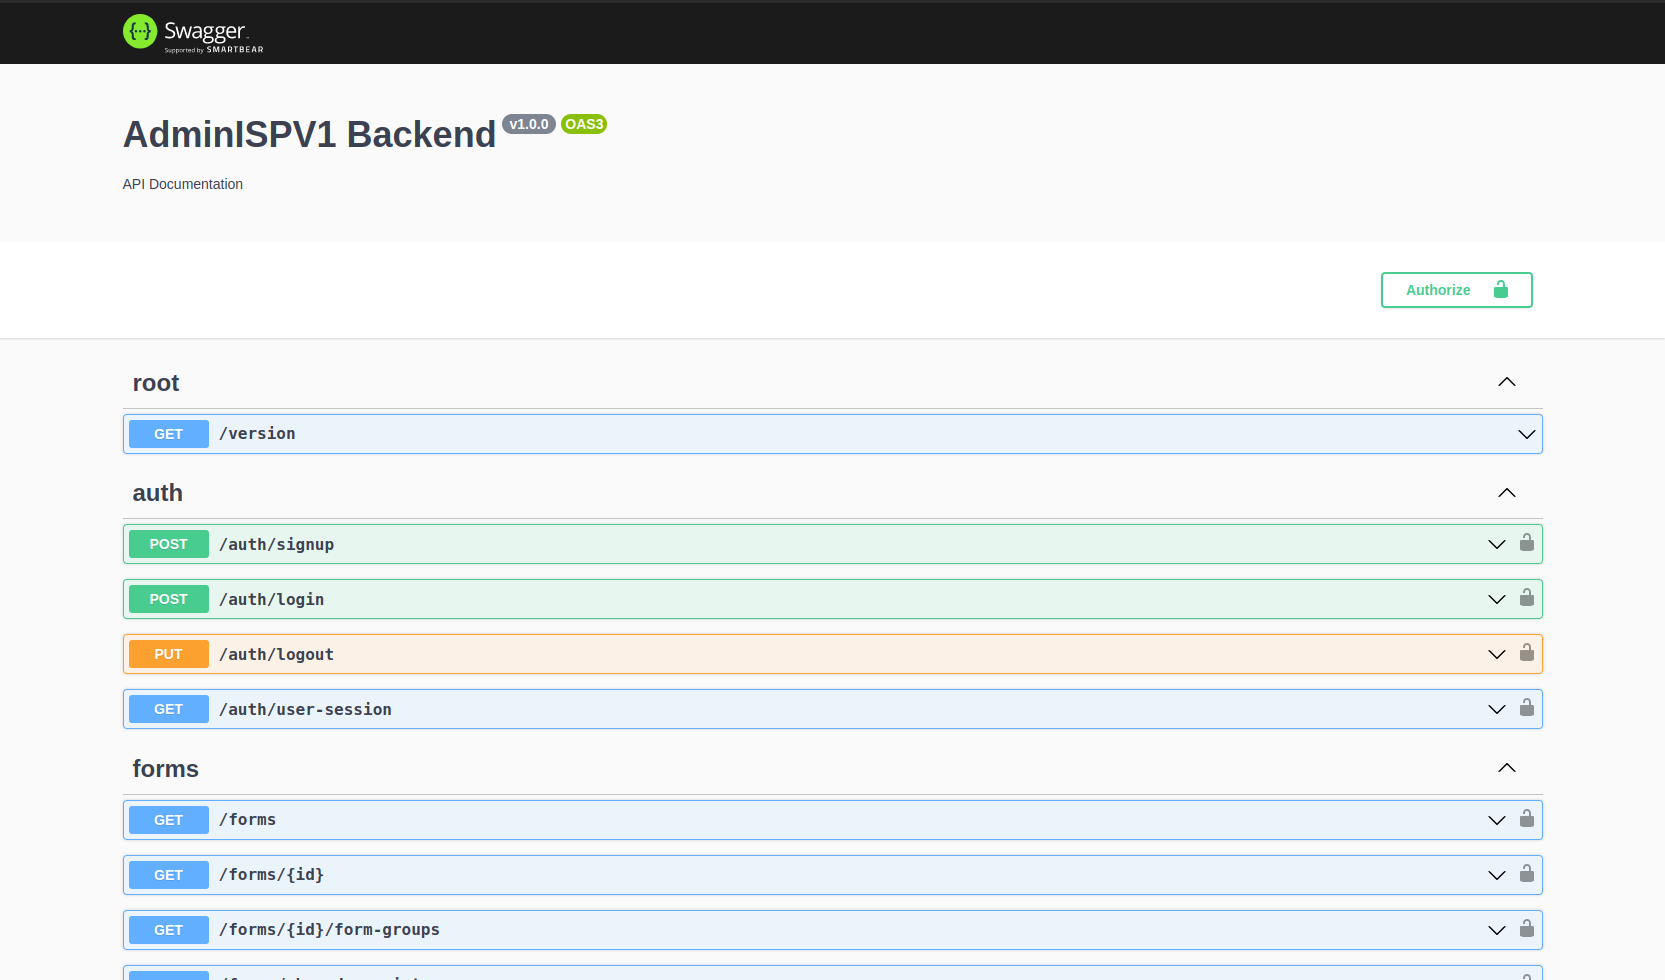 {···} Swagger
Supported by SMARTBEAR
AdminISPV1 Backend v1.0.0 OAS3
API Documentation
Authorize
root
GET /version
auth
POST /auth/signup
POST /auth/login
PUT /auth/logout
GET /auth/user-session
forms
GET /forms
GET /forms/{id}
GET /forms/{id}/form-groups